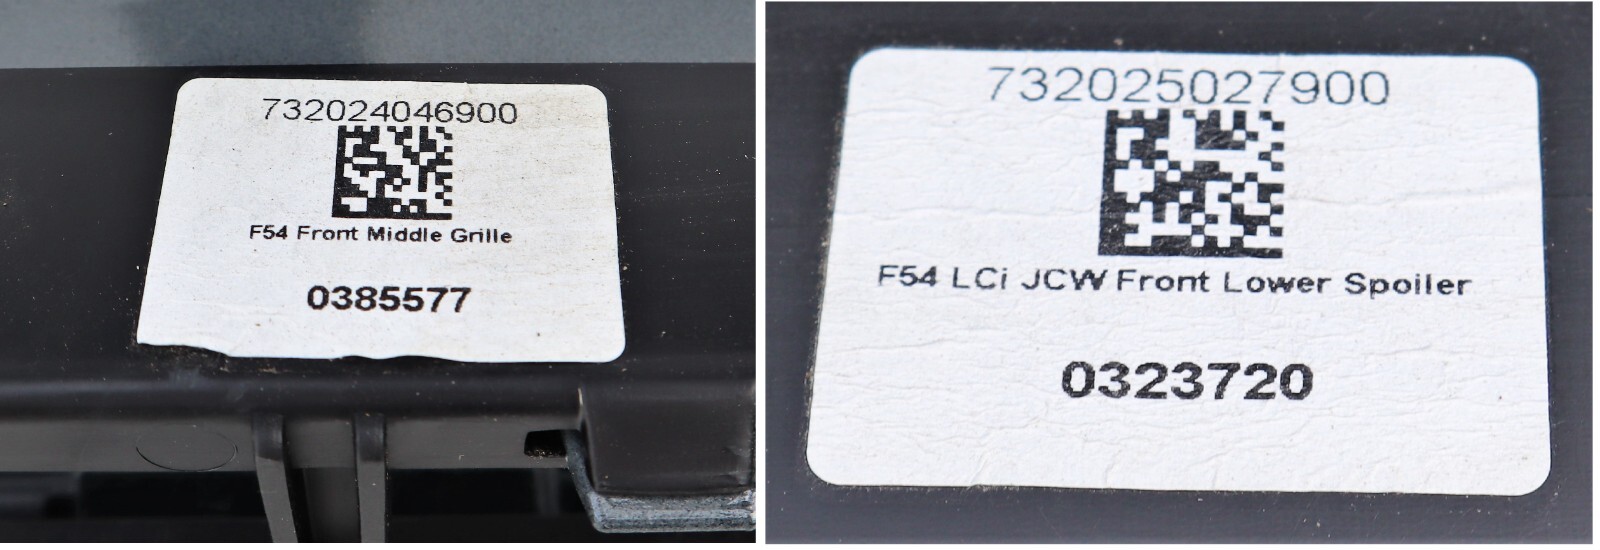 732024046900
F54 Front Middle Grille
0385577
732025027900
F54 LCi JCW Front Lower Spoiler
0323720